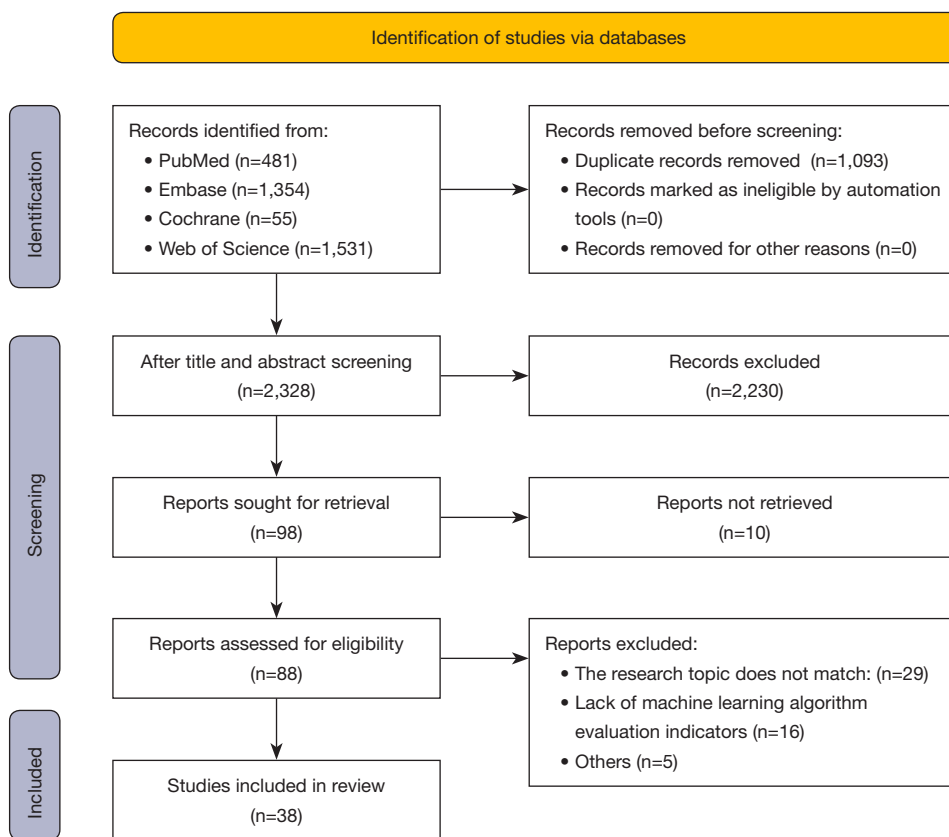 Identification of studies via databases
Identification
Records identified from:
• PubMed (n=481)
• Embase (n=1,354)
• Cochrane (n=55)
• Web of Science (n=1,531)
Records removed before screening:
• Duplicate records removed (n=1,093)
• Records marked as ineligible by automation
tools (n=0)
• Records removed for other reasons (n=0)
Screening
After title and abstract screening
(n=2,328)
Records excluded
(n=2,230)
Reports sought for retrieval
(n=98)
Reports not retrieved
(n=10)
Reports assessed for eligibility
(n=88)
Reports excluded:
• The research topic does not match: (n=29)
• Lack of machine learning algorithm
evaluation indicators (n=16)
• Others (n=5)
Included
Studies included in review
(n=38)